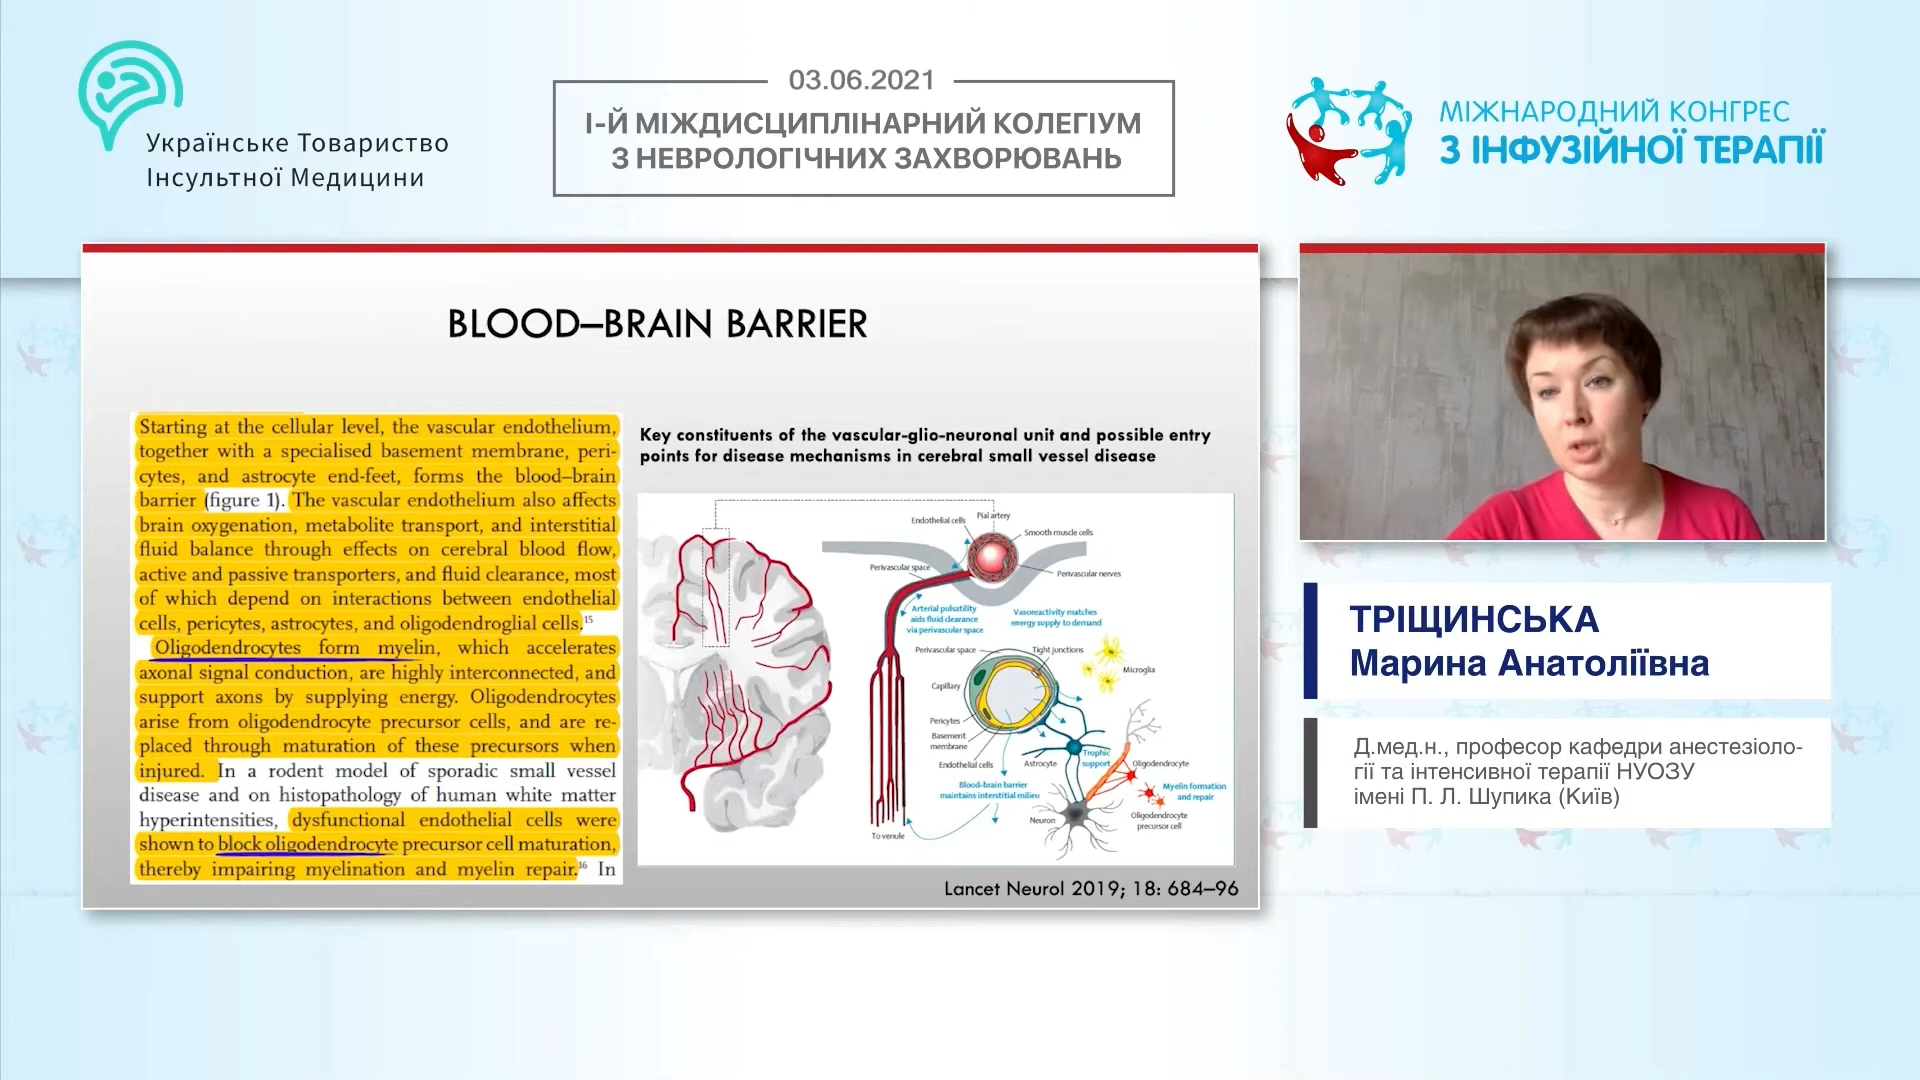 Українське Товариство
Інсультної Медицини
03.06.2021
І-Й МІЖДИСЦИПЛІНАРНИЙ КОЛЕГІУМ
З НЕВРОЛОГІЧНИХ ЗАХВОРЮВАНЬ
МІЖНАРОДНИЙ КОНГРЕС
З ІНФУЗІЙНОЇ ТЕРАПІЇ
BLOOD–BRAIN BARRIER
Starting at the cellular level, the vascular endothelium,
together with a specialised basement membrane, peri-
cytes, and astrocyte end-feet, forms the blood–brain
barrier (figure 1). The vascular endothelium also affects
brain oxygenation, metabolite transport, and interstitial
fluid balance through effects on cerebral blood flow,
active and passive transporters, and fluid clearance, most
of which depend on interactions between endothelial
cells, pericytes, astrocytes, and oligodendroglial cells.15
Oligodendrocytes form myelin, which accelerates
axonal signal conduction, are highly interconnected, and
support axons by supplying energy. Oligodendrocytes
arise from oligodendrocyte precursor cells, and are re-
placed through maturation of these precursors when
injured. In a rodent model of sporadic small vessel
disease and on histopathology of human white matter
hyperintensities, dysfunctional endothelial cells were
shown to block oligodendrocyte precursor cell maturation,
thereby impairing myelination and myelin repair.16 In
Key constituents of the vascular-glio-neuronal unit and possible entry
points for disease mechanisms in cerebral small vessel disease
Pial artery
Endothelial cells
Smooth muscle cells
Perivascular space
Perivascular nerves
Arterial pulsatility
aids fluid clearance
via perivascular space
Vasoreactivity matches
energy supply to demand
Perivascular space
Tight junctions
Microglia
Capillary
Pericytes
Basement
membrane
Endothelial cells
Astrocyte
Trophic
support
Oligodendrocyte
Blood-brain barrier
maintains interstitial milieu
Myelin formation
and repair
Neuron
Oligodendrocyte
precursor cell
To venule
Lancet Neurol 2019; 18: 684–96
ТРІЩИНСЬКА
Марина Анатоліївна
Д.мед.н., професор кафедри анестезіоло-
гії та інтенсивної терапії НУОЗУ
імені П. Л. Шупика (Київ)